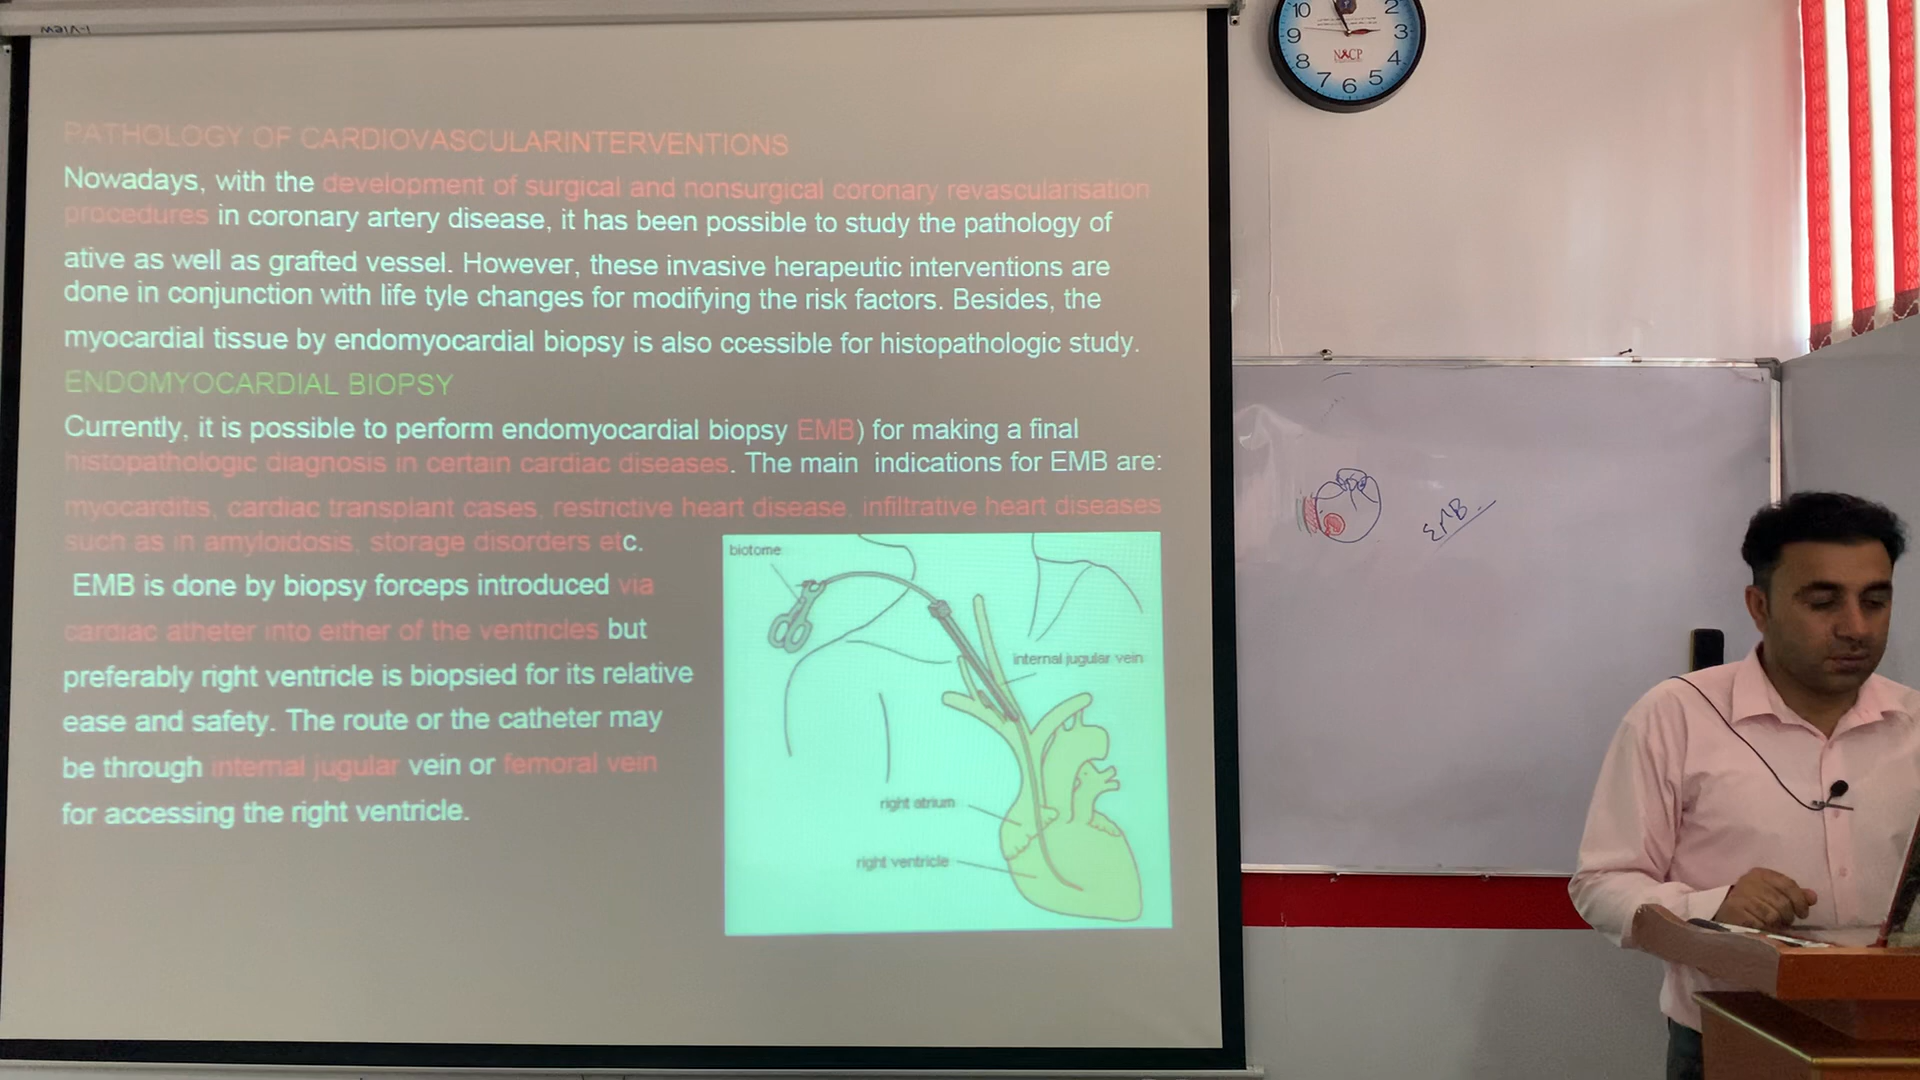 I-VIEW
PATHOLOGY OF CARDIOVASCULARINTERVENTIONS
Nowadays, with the development of surgical and nonsurgical coronary revascularisation
procedures in coronary artery disease, it has been possible to study the pathology of
ative as well as grafted vessel. However, these invasive herapeutic interventions are
done in conjunction with life tyle changes for modifying the risk factors. Besides, the
myocardial tissue by endomyocardial biopsy is also ccessible for histopathologic study.
ENDOMYOCARDIAL BIOPSY
Currently, it is possible to perform endomyocardial biopsy EMB) for making a final
histopathologic diagnosis in certain cardiac diseases. The main indications for EMB are:
myocarditis, cardiac transplant cases, restrictive heart disease, infiltrative heart diseases
such as in amyloidosis, storage disorders etc.
EMB is done by biopsy forceps introduced via
cardiac atheter into either of the ventricles but
preferably right ventricle is biopsied for its relative
ease and safety. The route or the catheter may
be through internal jugular vein or femoral vein
for accessing the right ventricle.
biotome
internal jugular vein
right atrium
right ventricle
10
2
9
3
8
4
7
6
5
NACP
EMB.